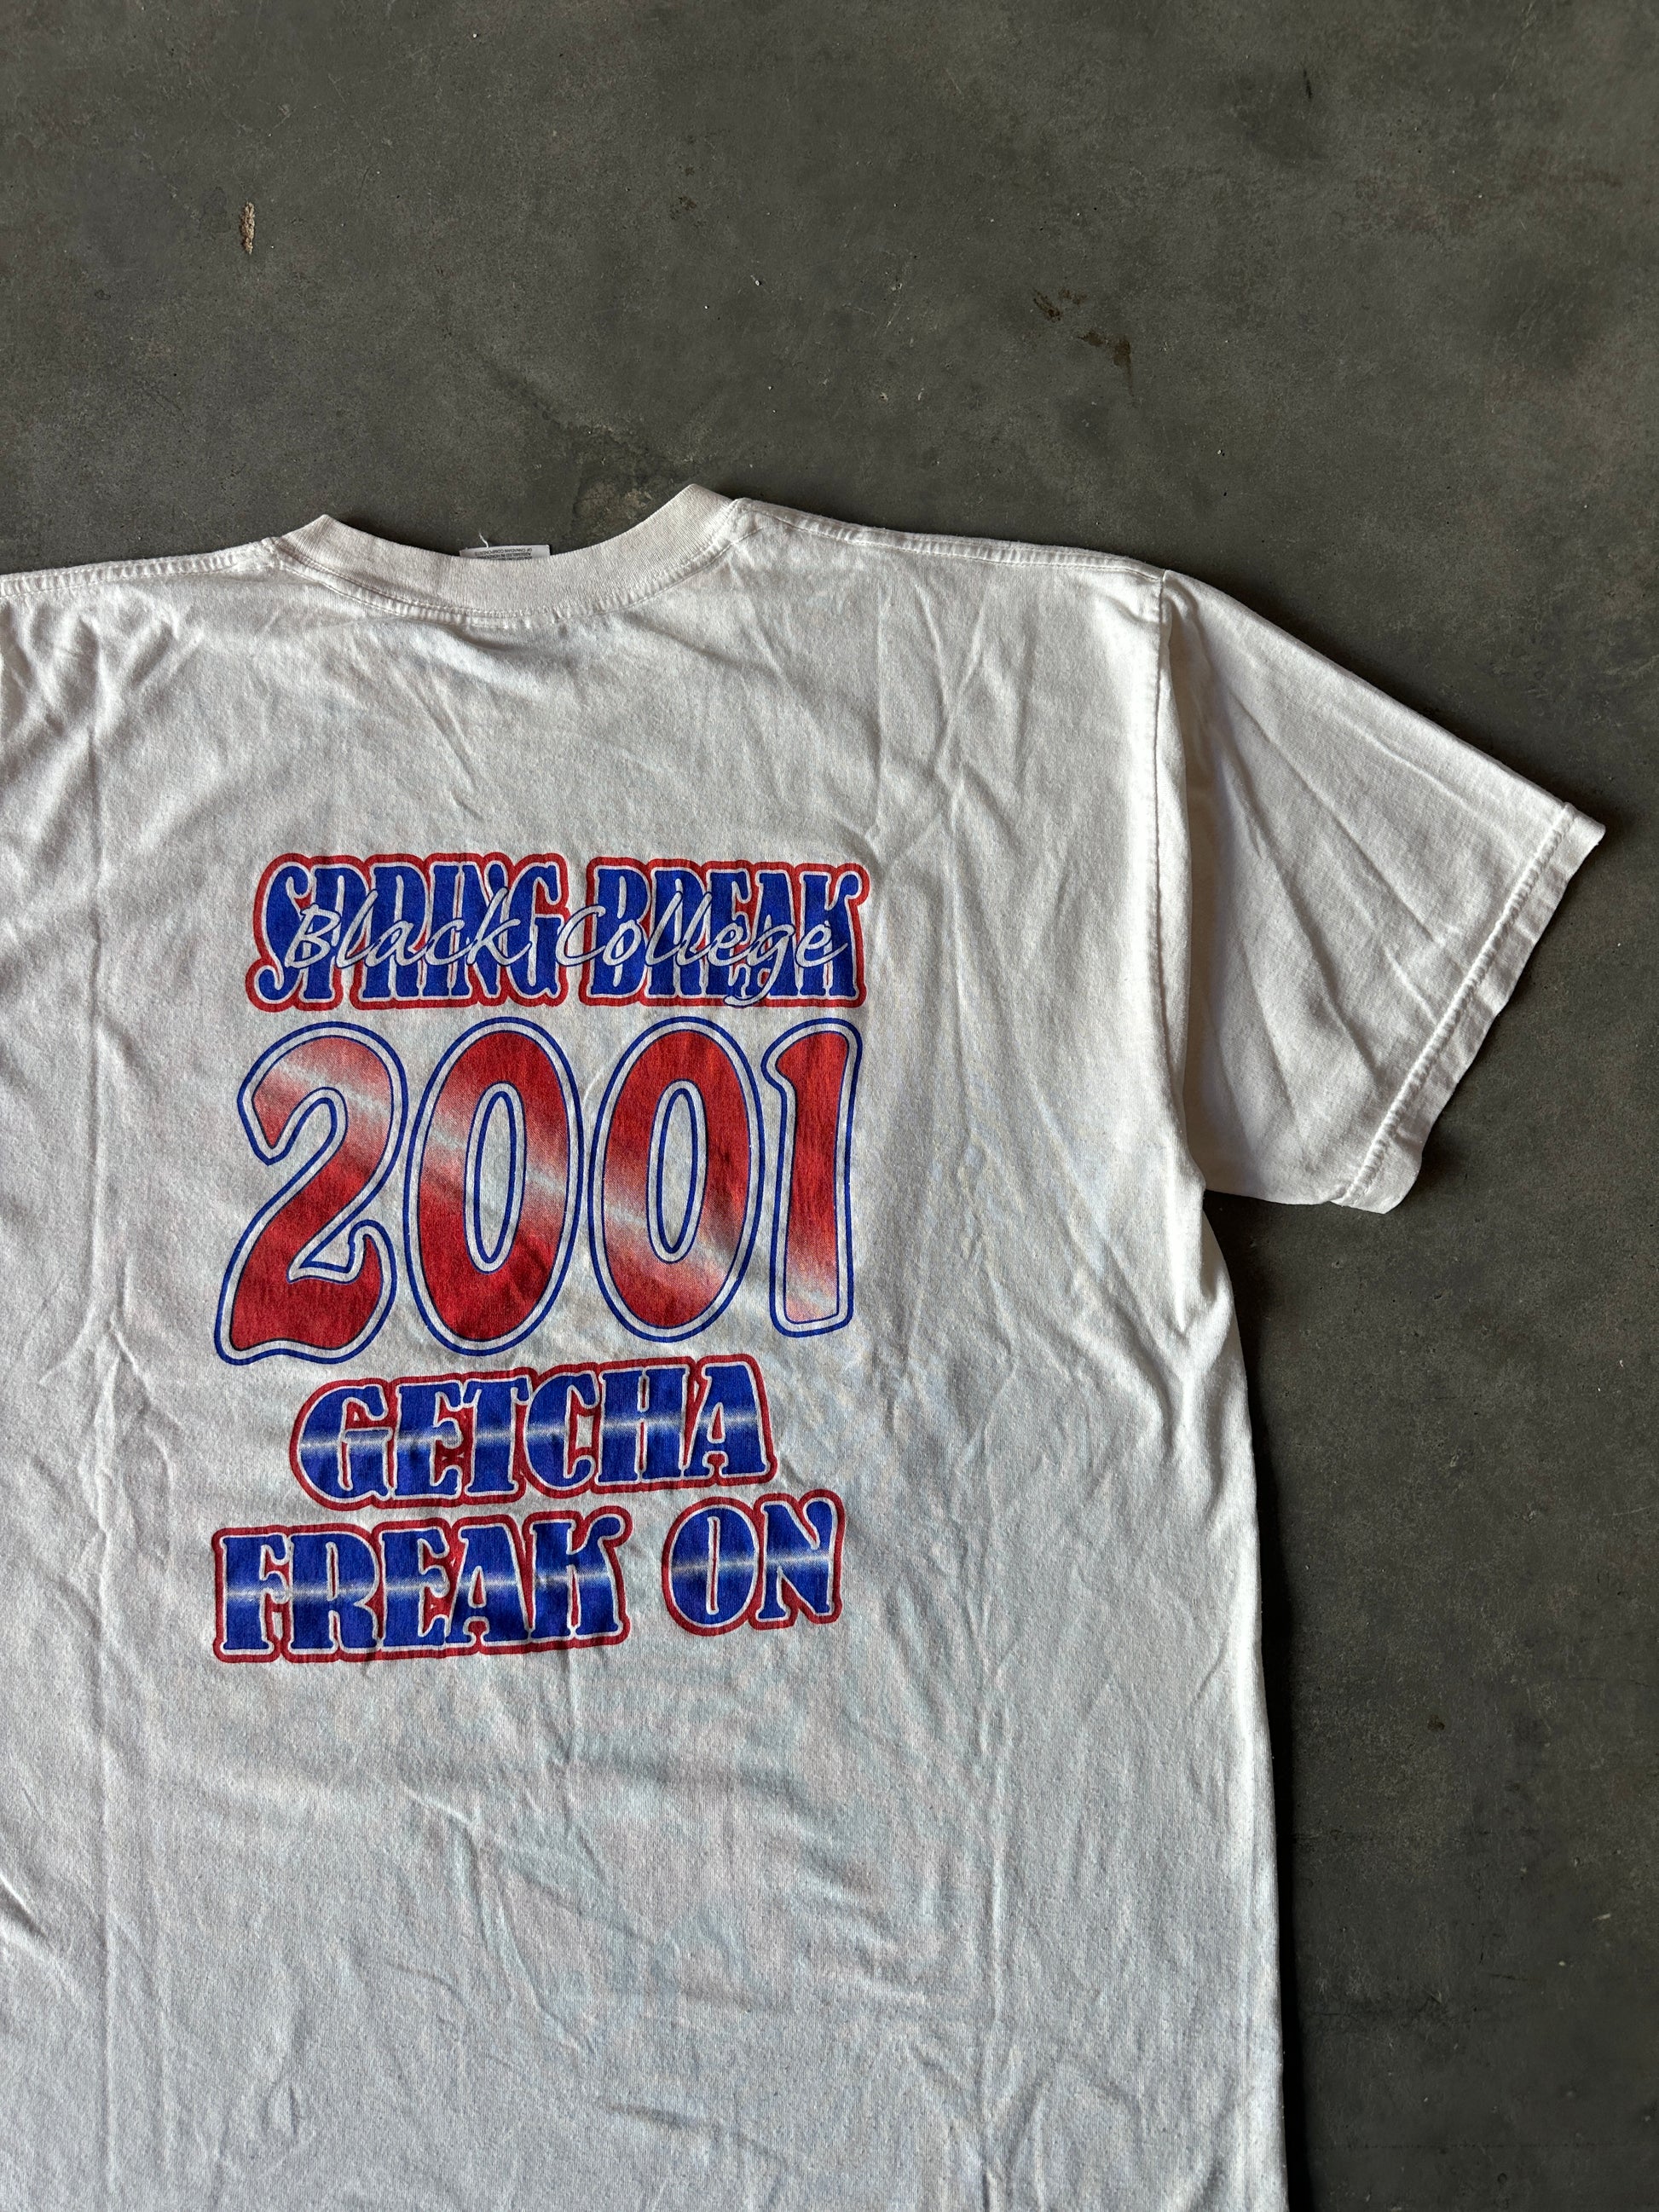 SPRING BREAK
Black College
2001
GETCHA
FREAK ON